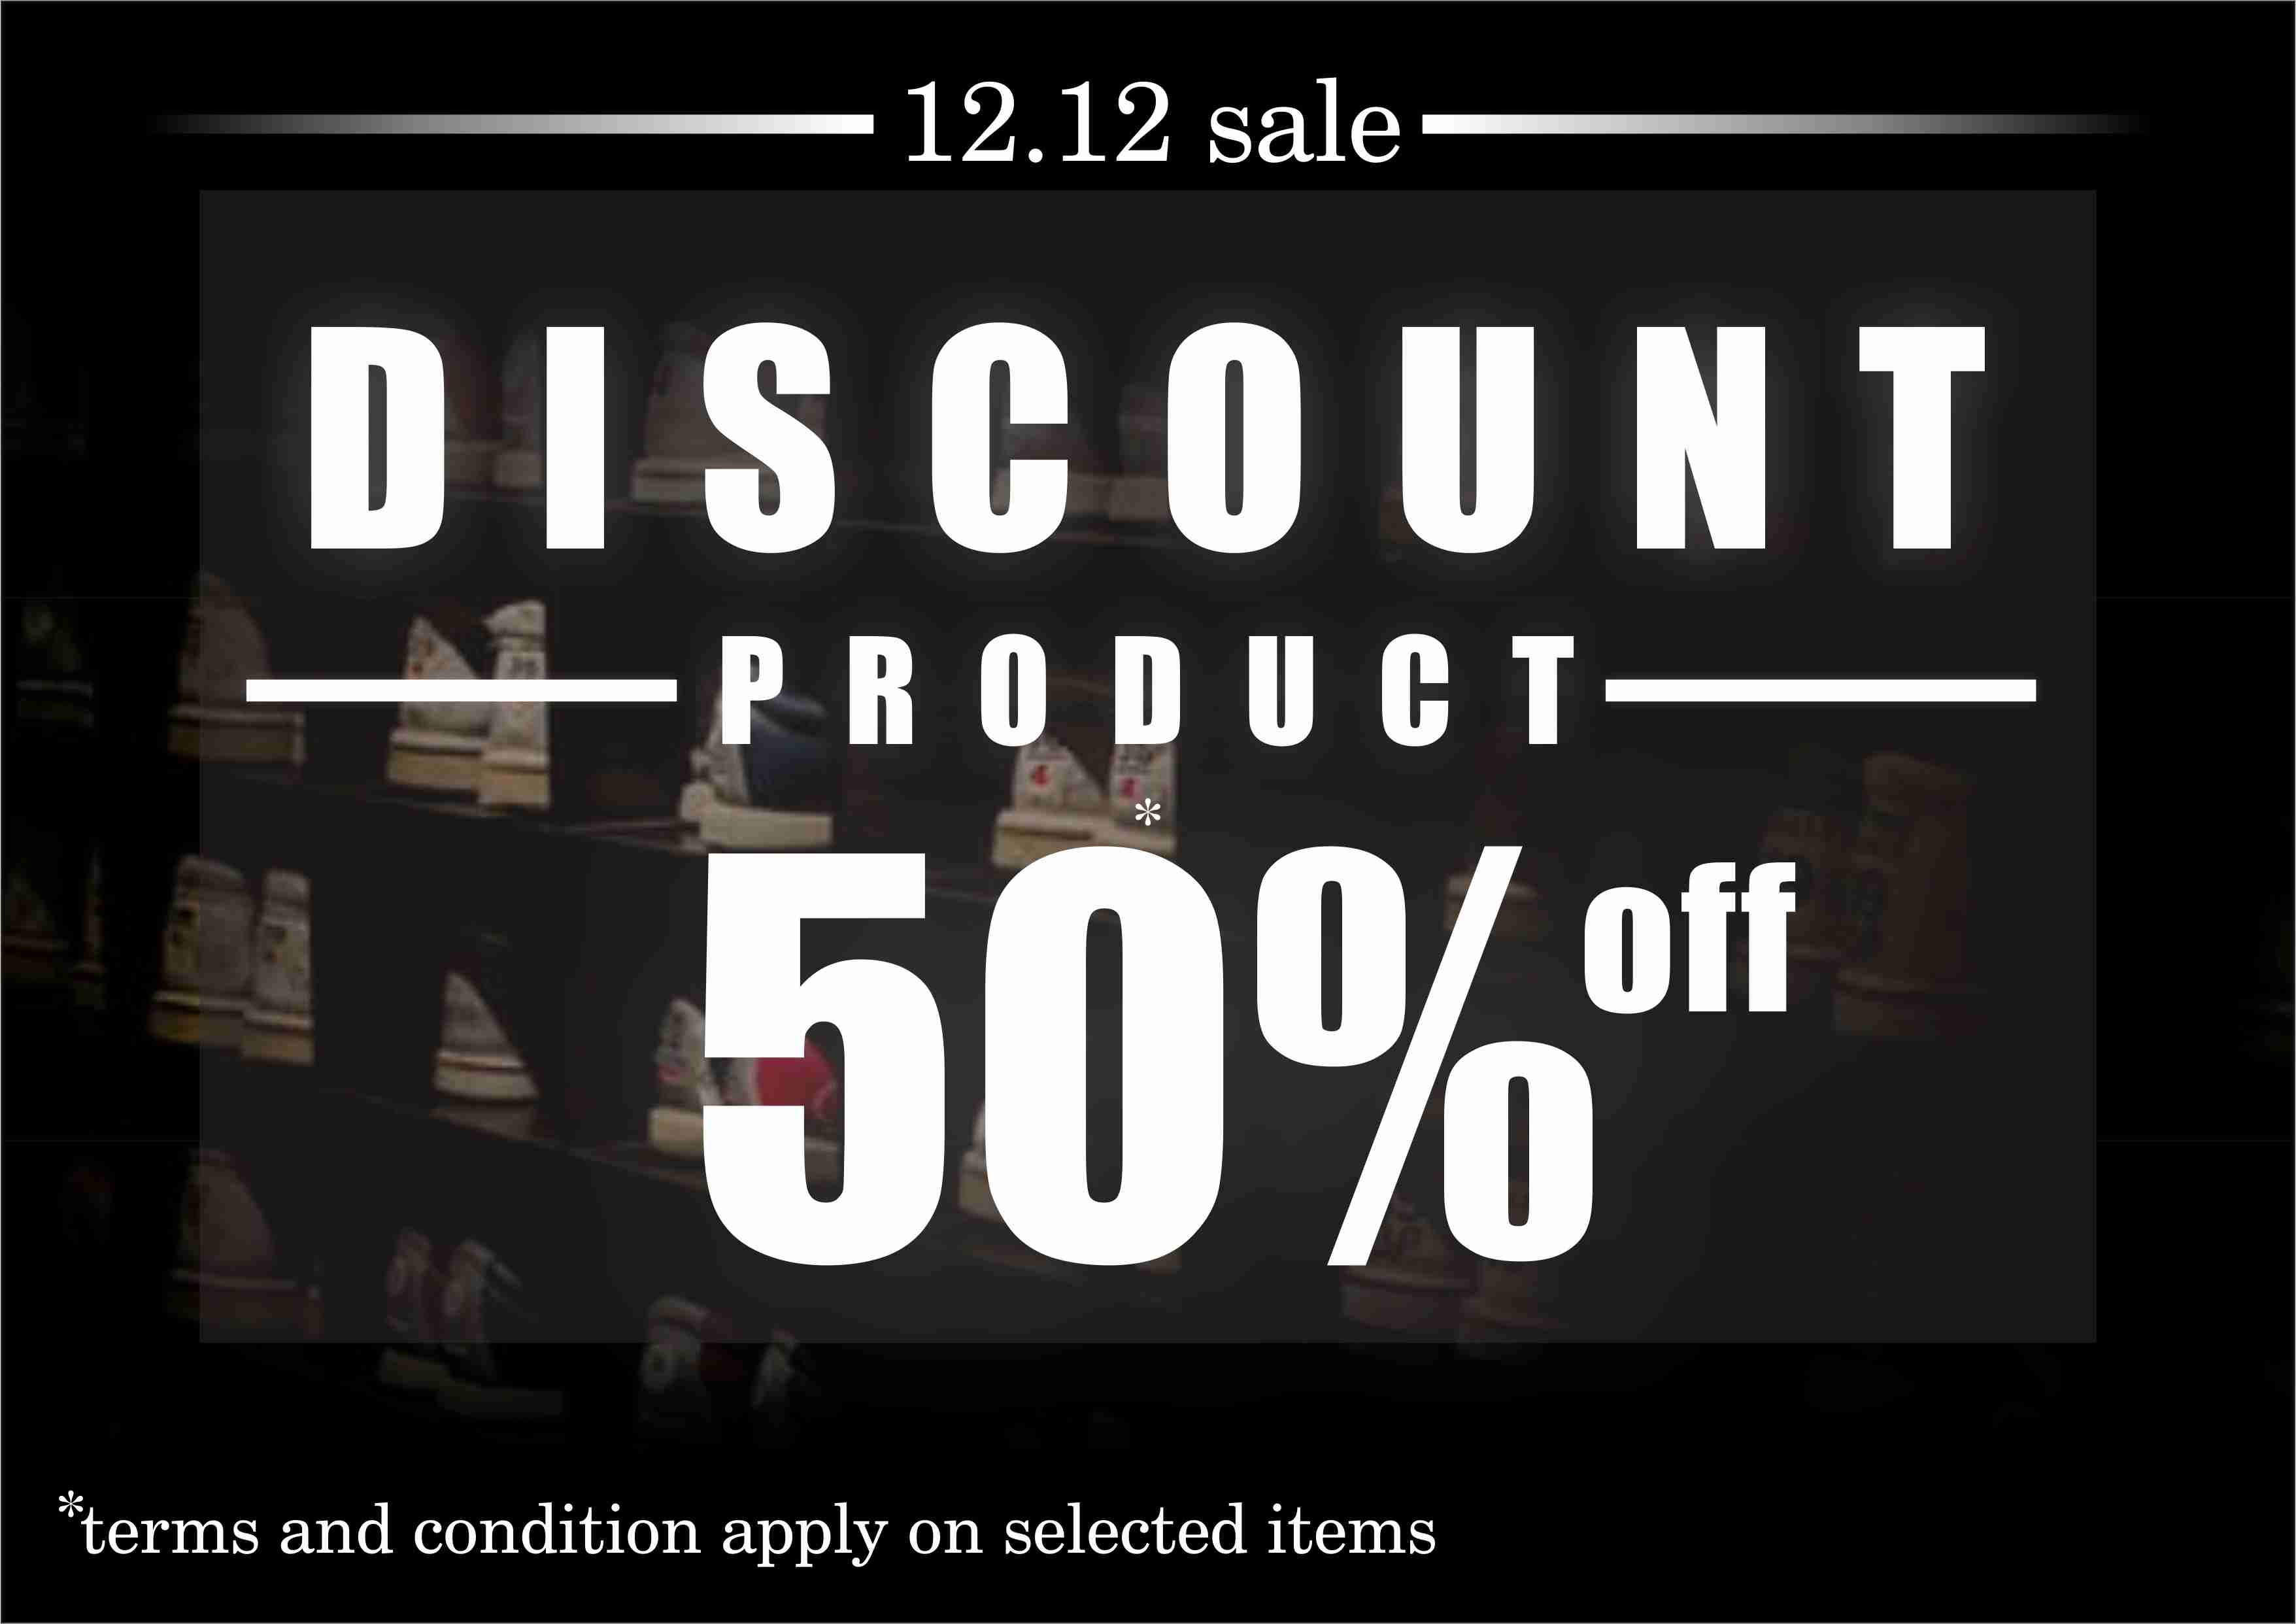 12.12 sale
DISCOUNT
PRODUCT
*
50% off
*terms and condition apply on selected items